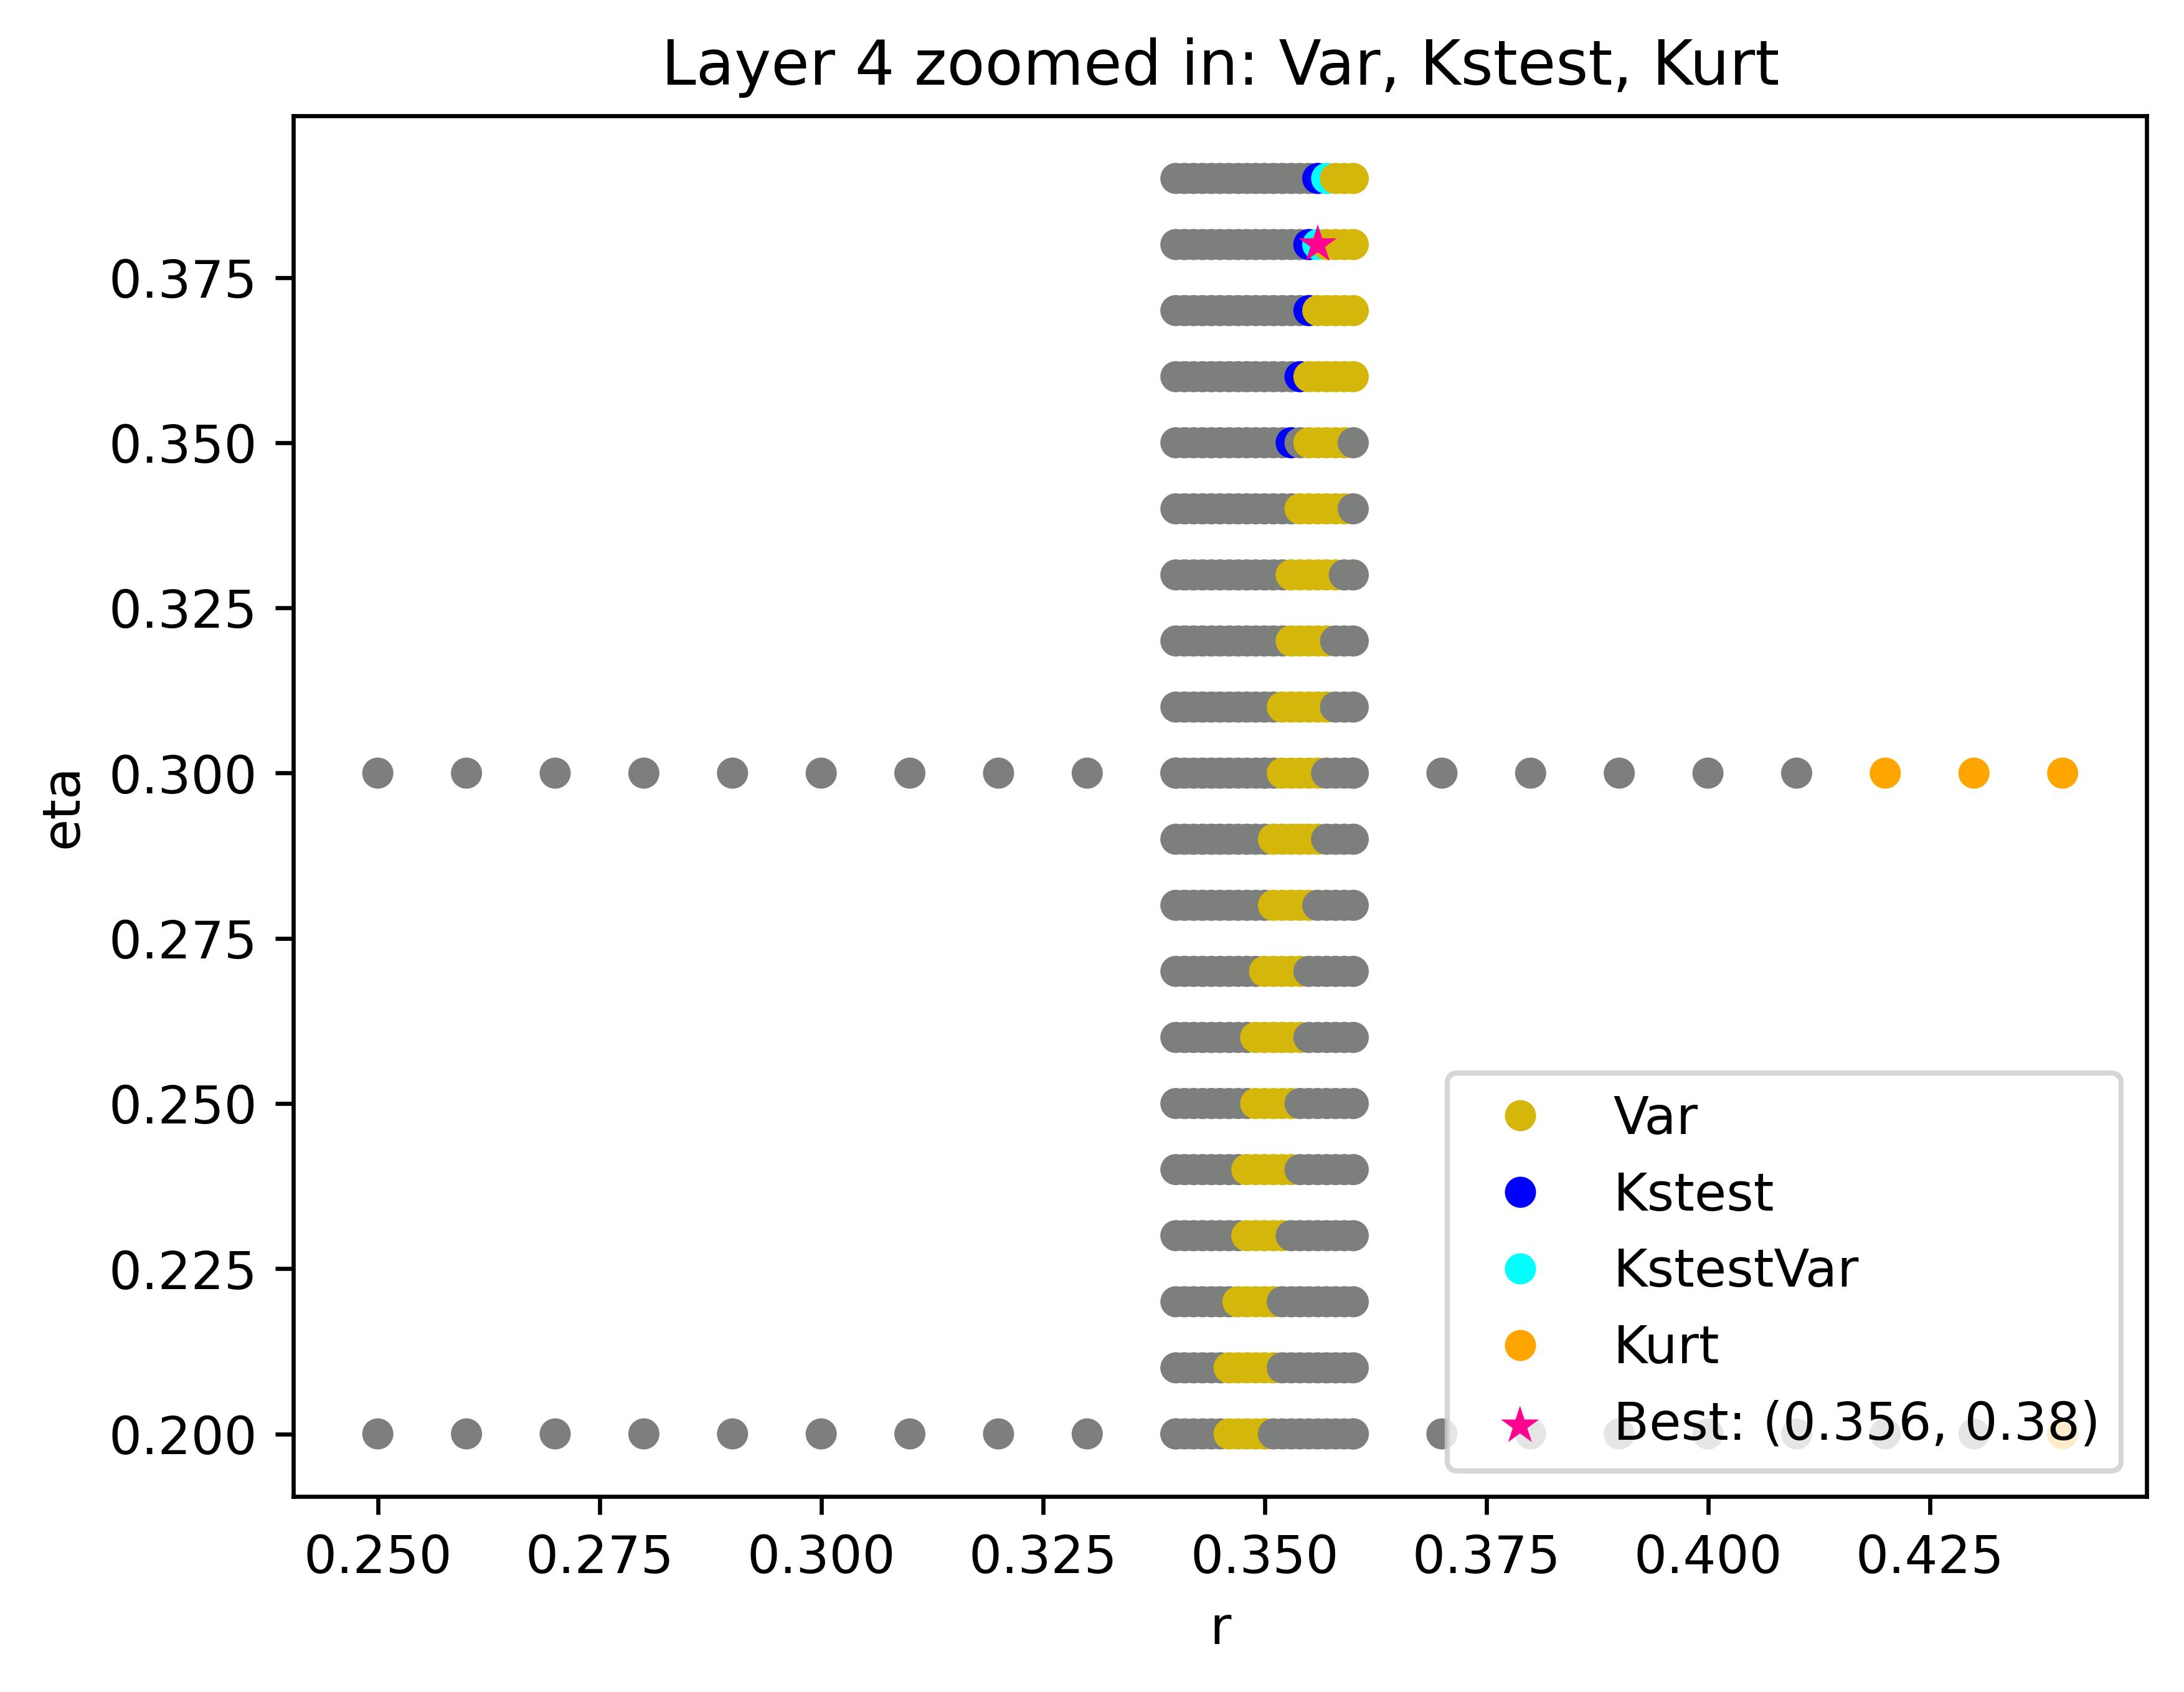 Layer 4 zoomed in: Var, Kstest, Kurt
eta
0.375
0.350
0.325
0.300
0.275
0.250
0.225
0.200
Var
Kstest
KstestVar
Kurt
Best: (0.356, 0.38)
0.250 0.275 0.300 0.325 0.350 0.375 0.400 0.425
r